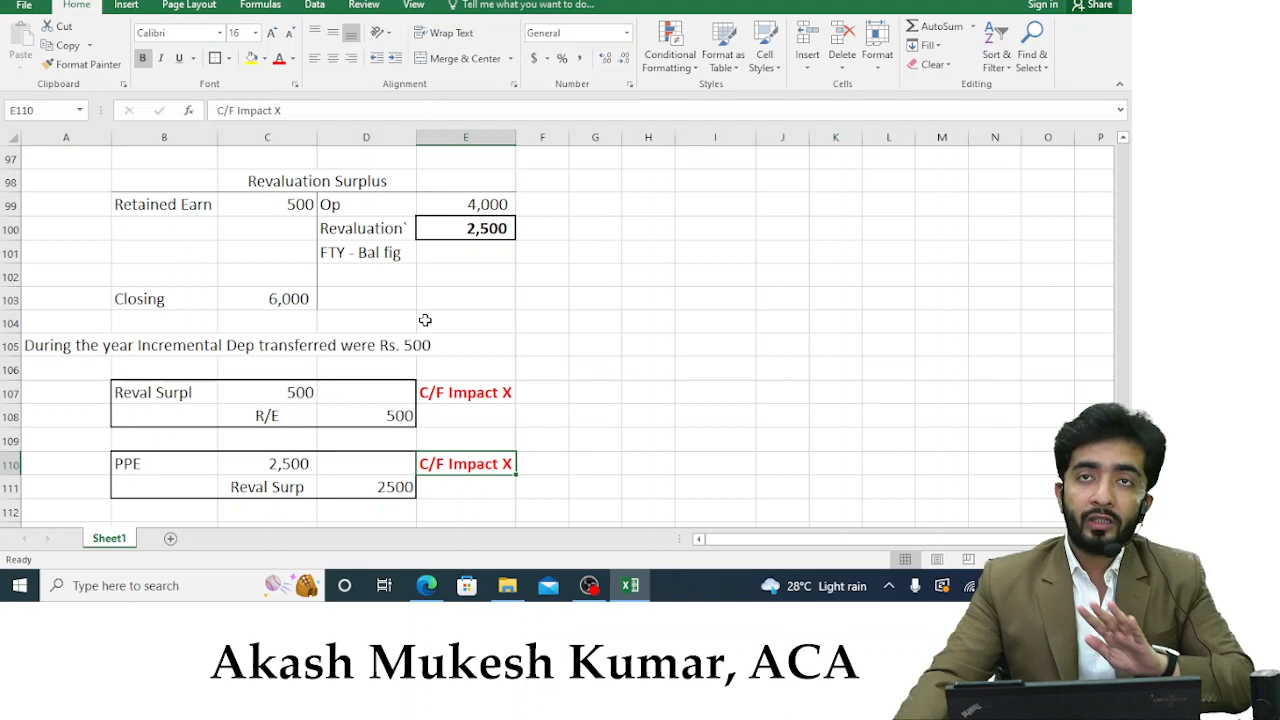 File Home Insert Page Layout Formulas Data Review View Tell me what you want to do... Sign in Share
Cut
Copy
Format Painter
Paste
Clipboard
Calibri 16
B I U
Font
Wrap Text
Merge & Center
Alignment
General
$ % ,
Number
Conditional Formatting
Format as Table
Cell Styles
Styles
Insert Delete Format
Cells
AutoSum
Fill
Clear
Sort & Filter
Find & Select
Editing
E110 fx C/F Impact X
A B C D E F G H I J K L M N O P
97
98 Revaluation Surplus
99 Retained Earn 500 Op 4,000
100 Revaluation` 2,500
101 FTY - Bal fig
102
103 Closing 6,000
104
105 During the year Incremental Dep transferred were Rs. 500
106
107 Reval Surpl 500 C/F Impact X
108 R/E 500
109
110 PPE 2,500 C/F Impact X
111 Reval Surp 2500
112
Sheet1
Ready
Type here to search
28°C Light rain
Akash Mukesh Kumar, ACA
ThinkPad